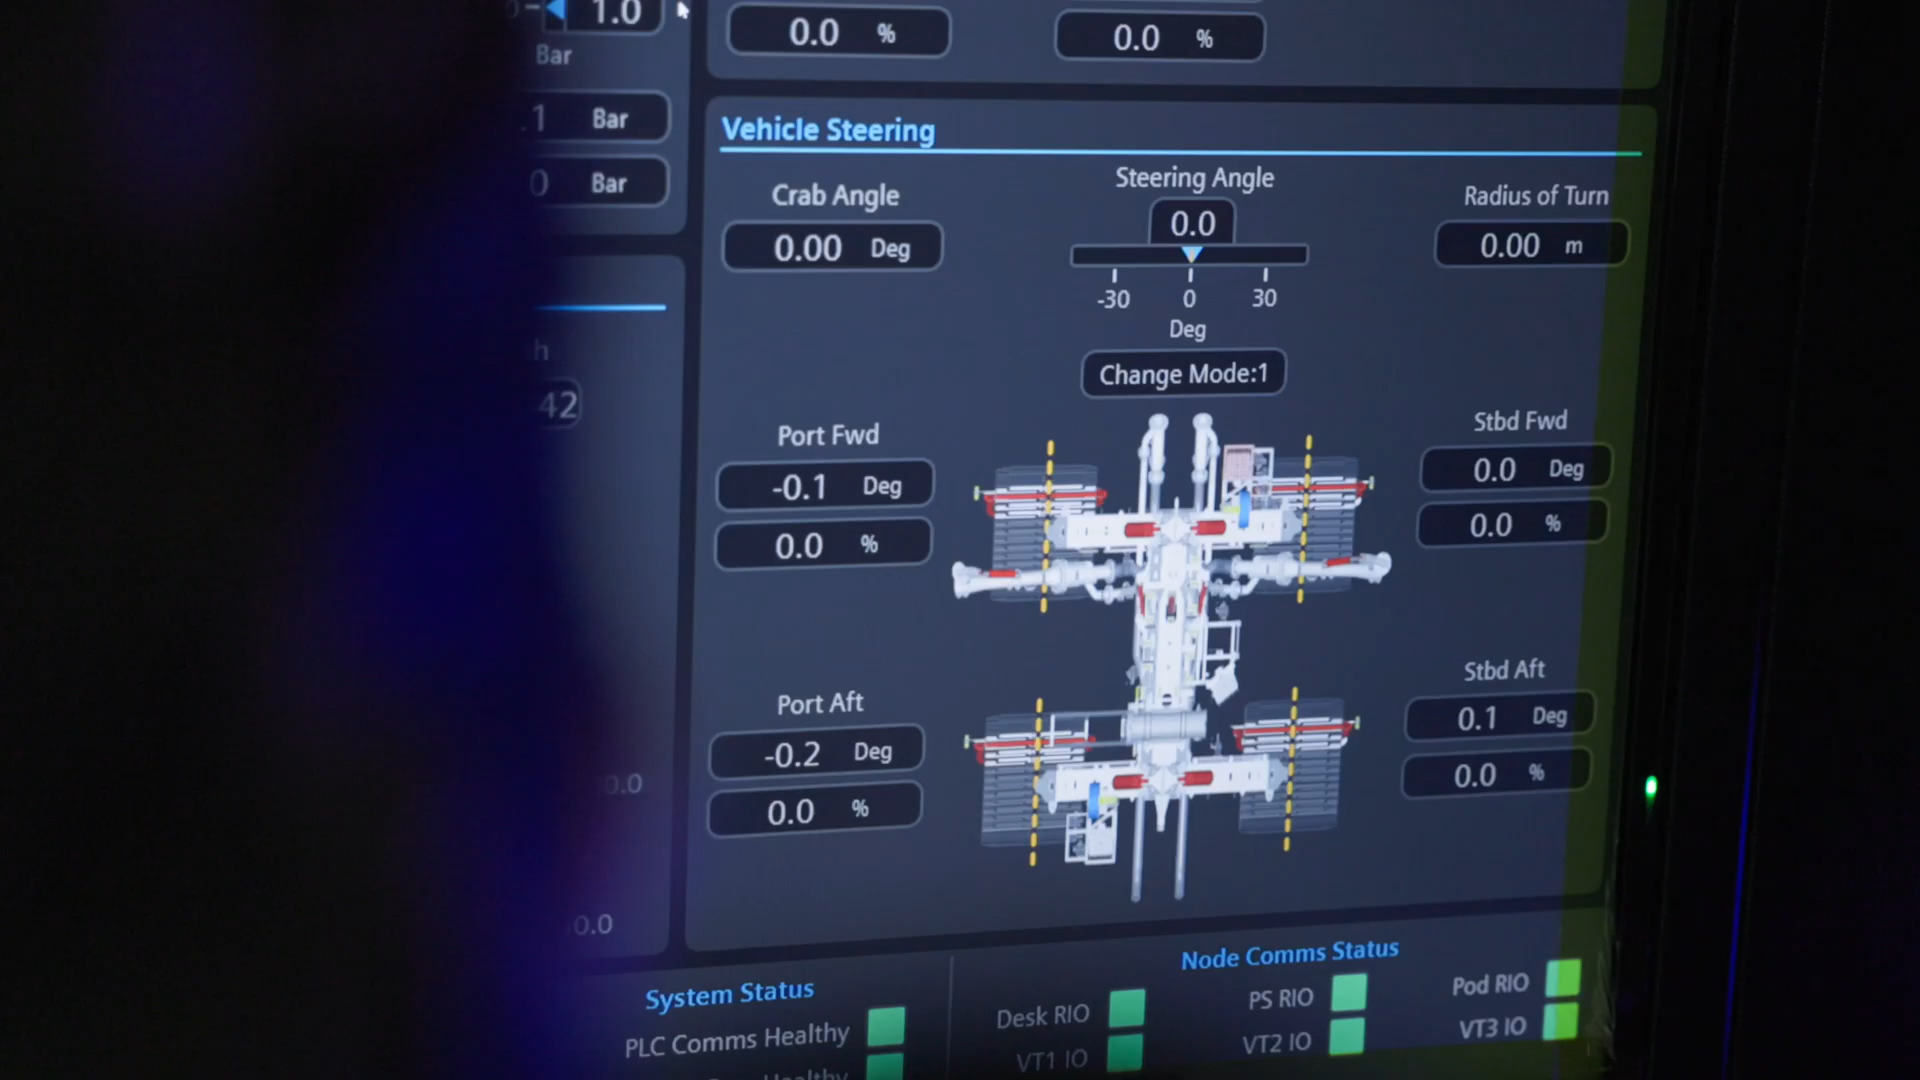 1.0
Bar
.1 Bar
0 Bar
h
42
0.0
0.0
0.0 %
0.0 %
Vehicle Steering
Crab Angle
0.00 Deg
Steering Angle
0.0
-30 0 30
Deg
Radius of Turn
0.00 m
Change Mode:1
Port Fwd
-0.1 Deg
0.0 %
Stbd Fwd
0.0 Deg
0.0 %
Port Aft
-0.2 Deg
0.0 %
Stbd Aft
0.1 Deg
0.0 %
System Status
PLC Comms Healthy
Healthy
Node Comms Status
Desk RIO
PS RIO
Pod RIO
VT1 IO
VT2 IO
VT3 IO